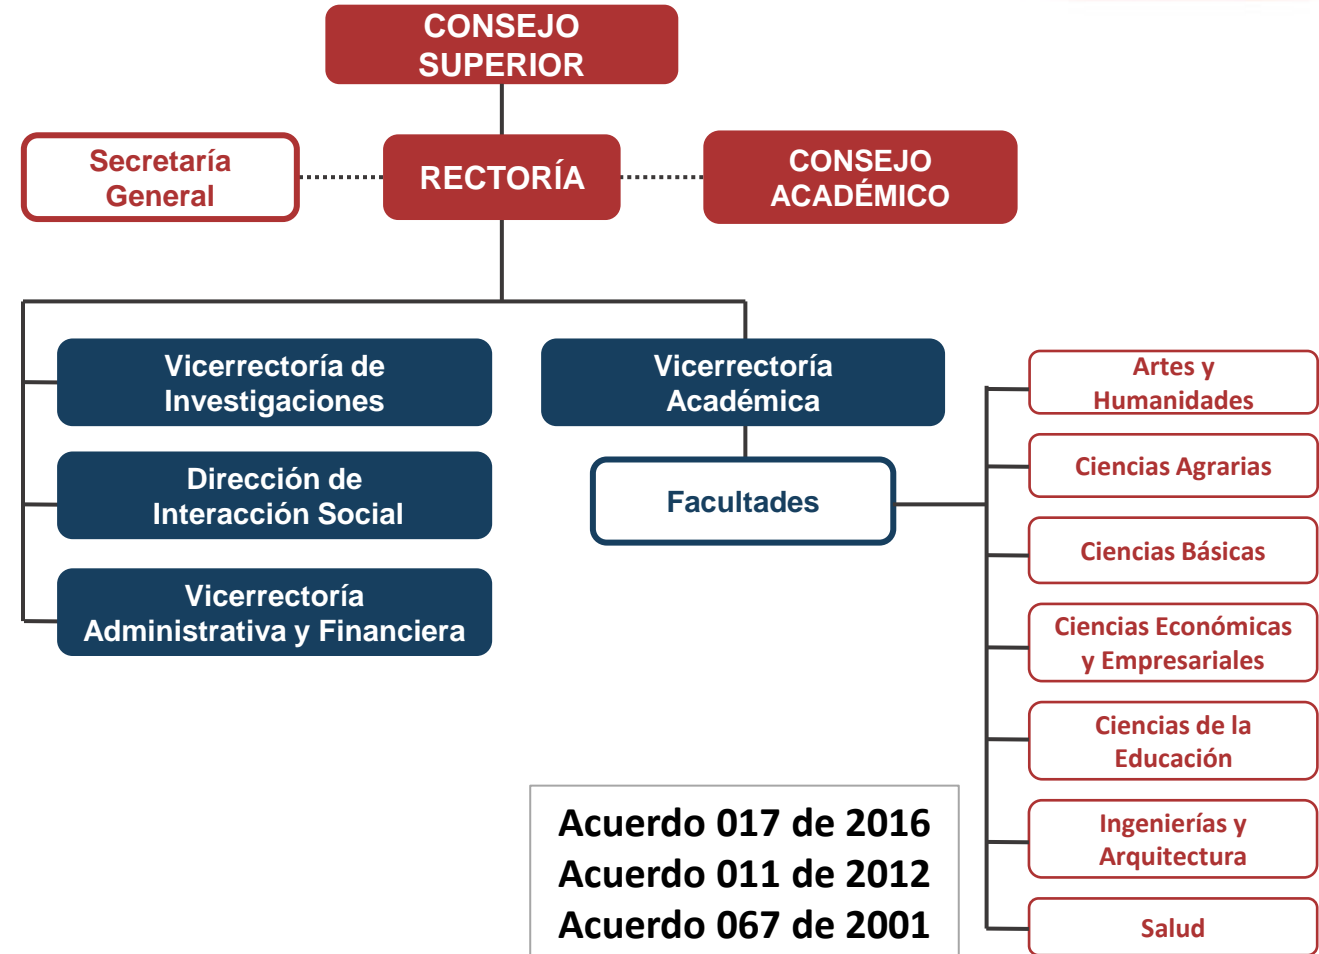 CONSEJO
SUPERIOR
Secretaría
General
RECTORÍA
CONSEJO
ACADÉMICO
Vicerrectoría de
Investigaciones
Dirección de
Interacción Social
Vicerrectoría
Administrativa y Financiera
Vicerrectoría
Académica
Facultades
Artes y
Humanidades
Ciencias Agrarias
Ciencias Básicas
Ciencias Económicas
y Empresariales
Ciencias de la
Educación
Ingenierías y
Arquitectura
Salud
Acuerdo 017 de 2016
Acuerdo 011 de 2012
Acuerdo 067 de 2001